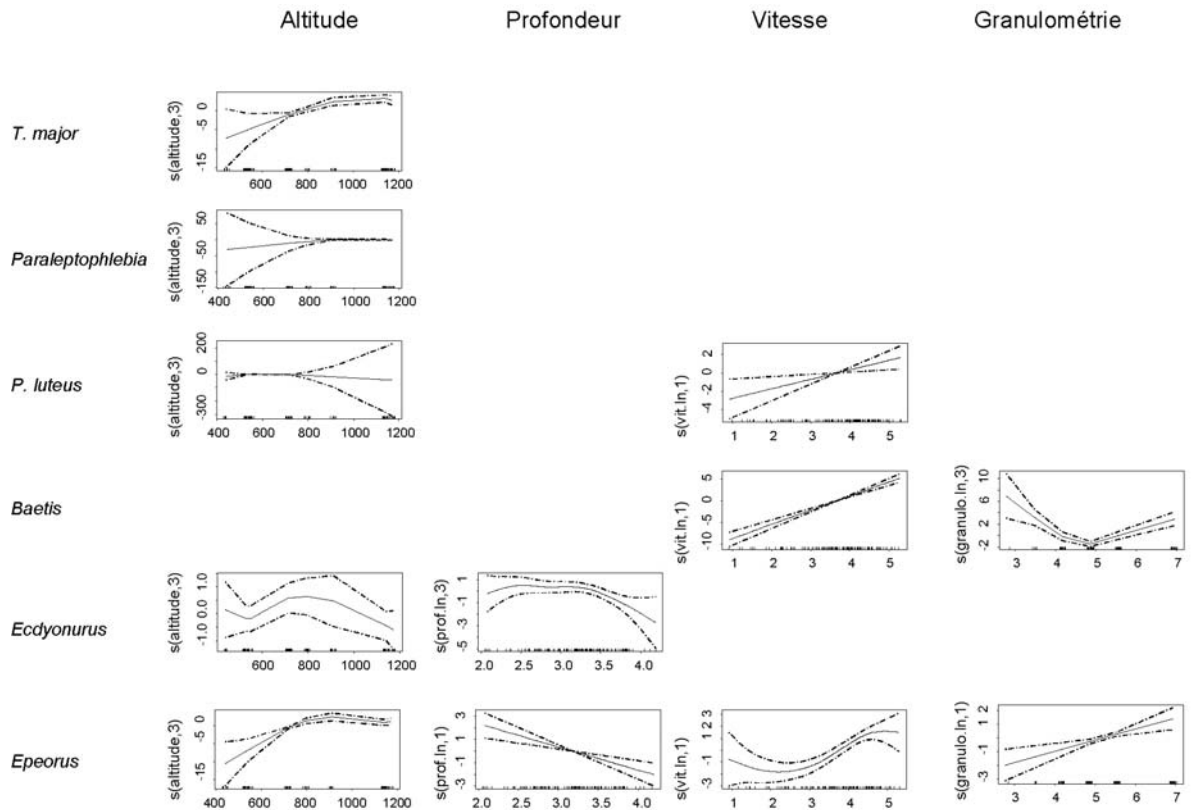 Altitude Profondeur Vitesse Granulométrie
T. major
s(altitude,3)
0
-5
-15
600 800 1000 1200
Paraleptophlebia
s(altitude,3)
50
-50
-150
400 600 800 1000 1200
P. luteus
s(altitude,3)
200
0
-300
400 600 800 1000 1200
s(vit.ln,1)
2
0
-2
-4
1 2 3 4 5
Baetis
s(vit.ln,1)
5
0
-5
-10
1 2 3 4 5
s(granulo.ln,3)
10
6
2
-2
3 4 5 6 7
Ecdyonurus
s(altitude,3)
1.0
0.0
-1.0
600 800 1000 1200
s(prof.ln,3)
1
-1
-3
-5
2.0 2.5 3.0 3.5 4.0
Epeorus
s(altitude,3)
0
-5
-15
400 600 800 1000 1200
s(prof.ln,1)
3
1
-1
-3
2.0 2.5 3.0 3.5 4.0
s(vit.ln,1)
3
2
1
-1
-3
1 2 3 4 5
s(granulo.ln,1)
2
1
-1
-3
3 4 5 6 7